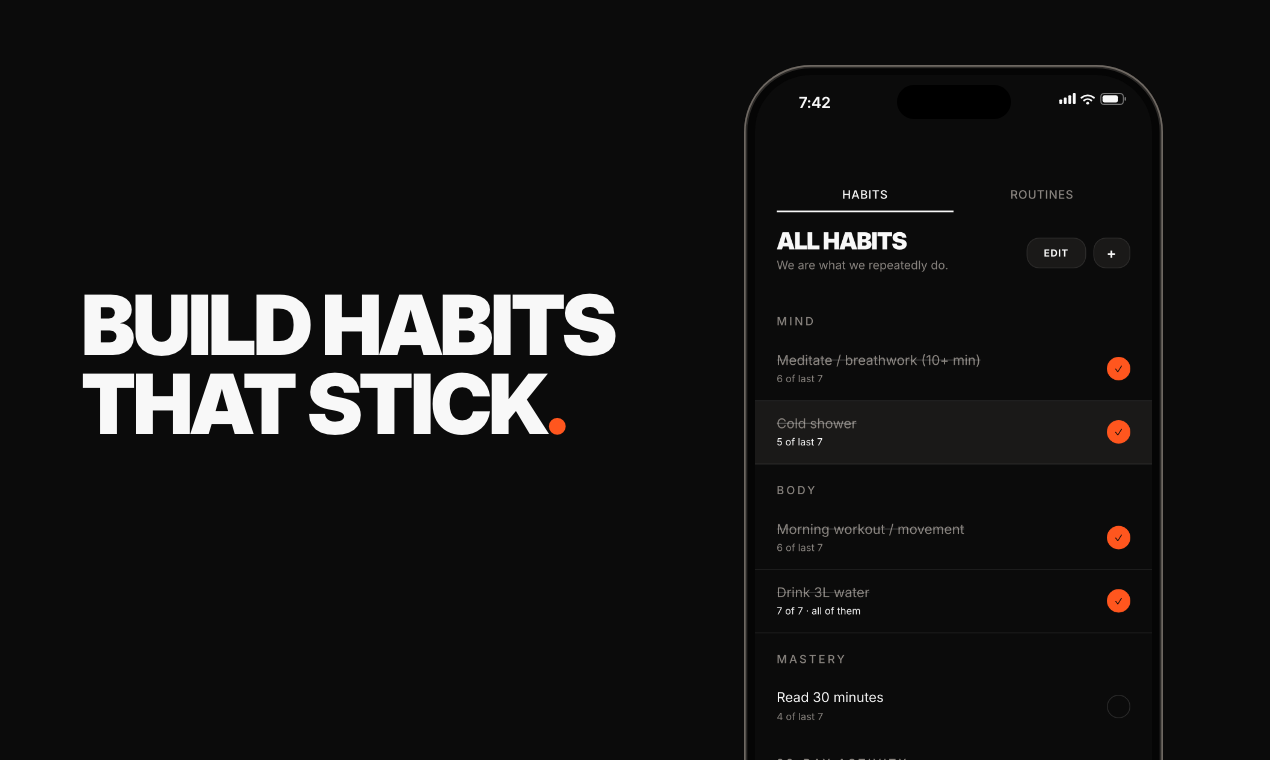 BUILD HABITS
THAT STICK.
7:42
HABITS
ROUTINES
ALL HABITS
We are what we repeatedly do.
EDIT
+
MIND
Meditate / breathwork (10+ min)
6 of last 7
Cold shower
5 of last 7
BODY
Morning workout / movement
6 of last 7
Drink 3L water
7 of 7 · all of them
MASTERY
Read 30 minutes
4 of last 7